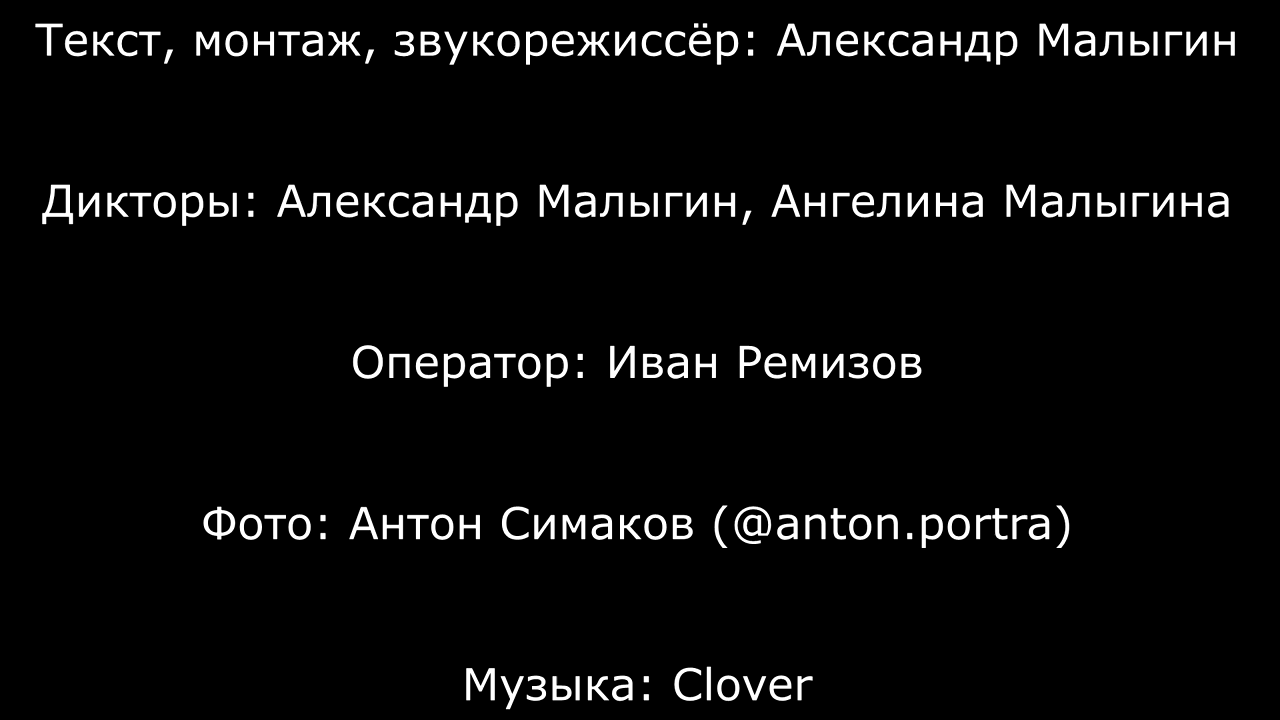 Текст, монтаж, звукорежиссёр: Александр Малыгин
Дикторы: Александр Малыгин, Ангелина Малыгина
Оператор: Иван Ремизов
Фото: Антон Симаков (@anton.portra)
Музыка: Clover